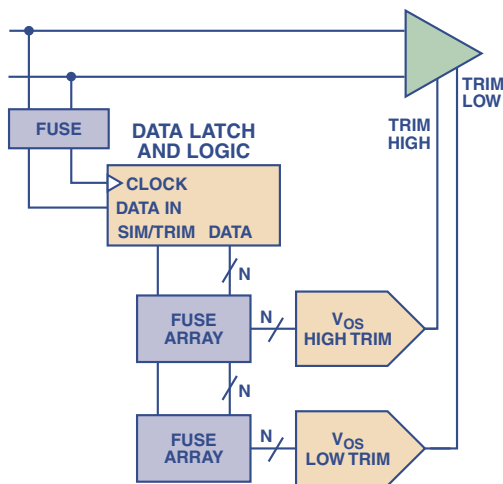 TRIM
LOW
TRIM
HIGH
FUSE
DATA LATCH
AND LOGIC
CLOCK
DATA IN
SIM/TRIM DATA
N
FUSE
ARRAY
N
VOS
HIGH TRIM
N
FUSE
ARRAY
N
VOS
LOW TRIM